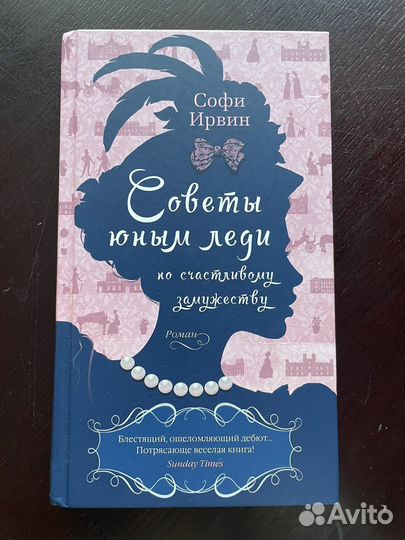 Софи
Ирвин
Советы
юным леди
по счастливому
замужеству
Роман
Блестящий, ошеломляющий дебют...
Потрясающе веселая книга!
Sunday Times
Avito